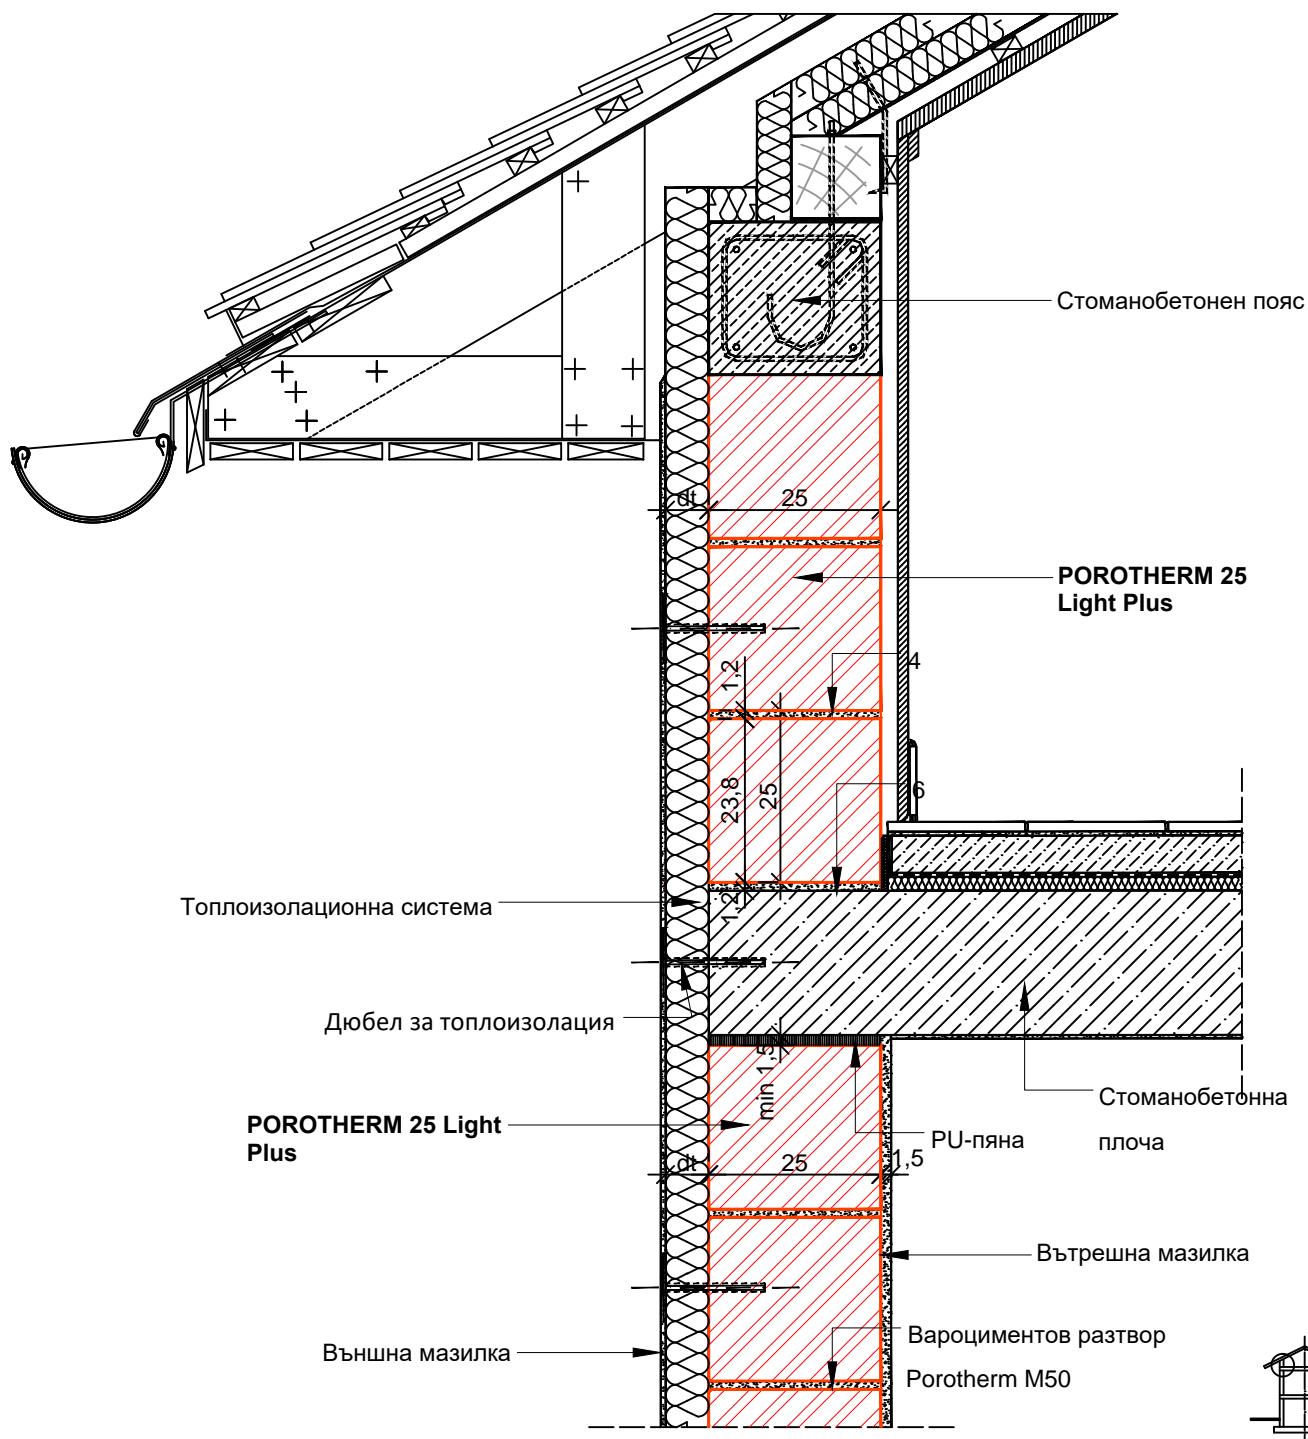 Стоманобетонен пояс
dt
25
POROTHERM 25
Light Plus
4
1,2
23,8
25
6
1,2
Топлоизолационна система
Дюбел за топлоизолация
min 1,5
Стоманобетонна
плоча
POROTHERM 25 Light
Plus
PU-пяна
dt
25
1,5
Вътрешна мазилка
Вароциментов разтвор
Porotherm M50
Външна мазилка